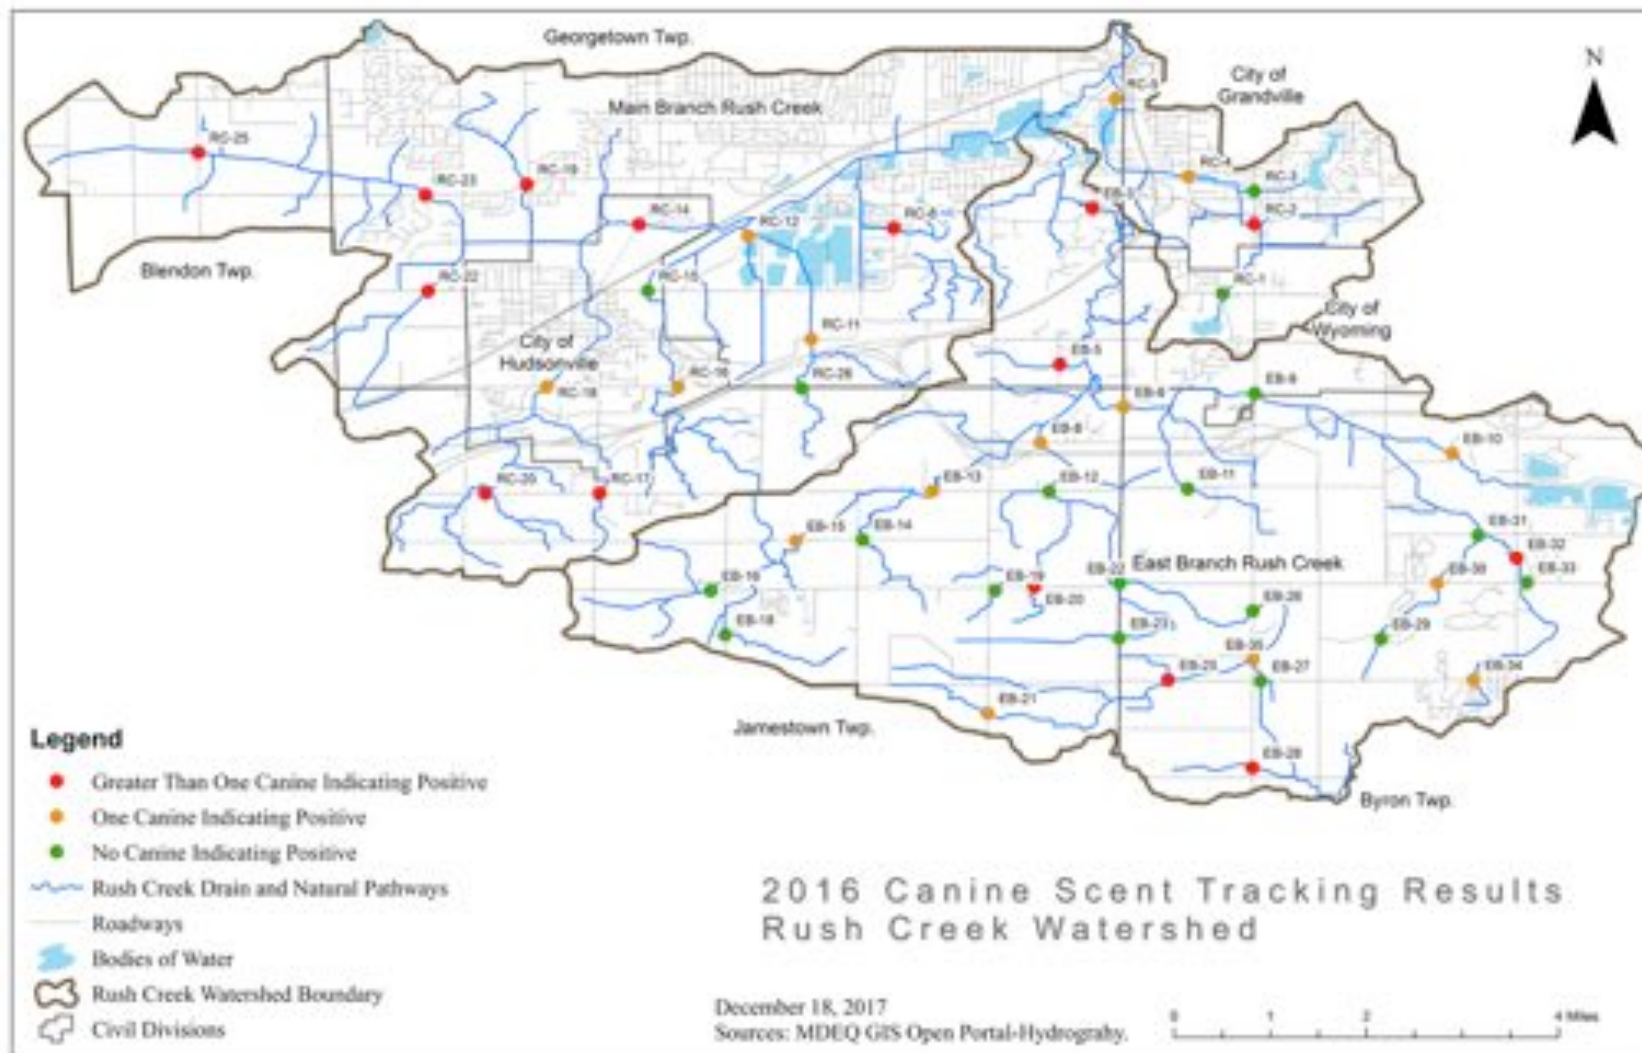 Georgetown Twp.
City of
Grandville
Main Branch Rush Creek
N
RC-5
RC-25
RC-23
RC-19
RC-14
RC-12
RC-3
RC-2
RC-1
Blendon Twp.
RC-22
RC-15
City of
Wyoming
City of
Hudsonville
RC-11
RC-16
RC-26
RC-18
EB-5
EB-6
EB-9
EB-8
EB-10
RC-20
RC-17
EB-13
EB-12
EB-11
EB-15
EB-14
EB-31
EB-32
EB-16
EB-19
EB-20
EB-22
East Branch Rush Creek
EB-30
EB-33
EB-18
EB-23
EB-26
EB-29
EB-35
EB-27
EB-34
EB-21
Jamestown Twp.
EB-28
Byron Twp.
Legend
Greater Than One Canine Indicating Positive
One Canine Indicating Positive
No Canine Indicating Positive
Rush Creek Drain and Natural Pathways
Roadways
Bodies of Water
Rush Creek Watershed Boundary
Civil Divisions
2016 Canine Scent Tracking Results
Rush Creek Watershed
December 18, 2017
Sources: MDEQ GIS Open Portal-Hydrograhy.
0 1 2 4 Miles